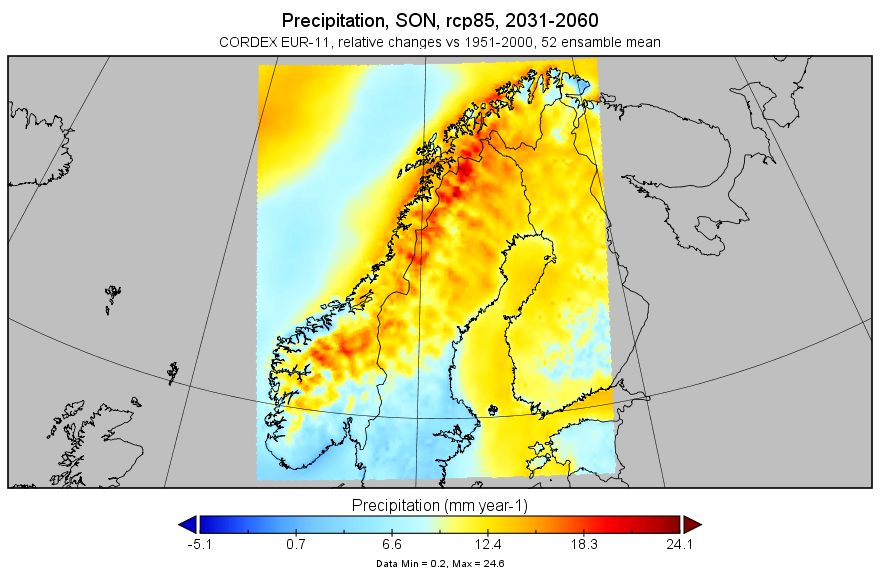 Precipitation, SON, rcp85, 2031-2060
CORDEX EUR-11, relative changes vs 1951-2000, 52 ensamble mean
Precipitation (mm year-1)
-5.1 0.7 6.6 12.4 18.3 24.1
Data Min = 0.2, Max = 24.6